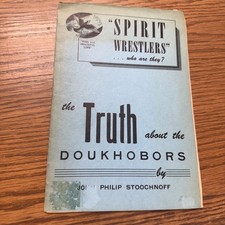 "SPIRIT
WRESTLERS"
. . . who are they?
the
Truth
about the
DOUKHOBORS
by
PHILIP STOOCHNOFF